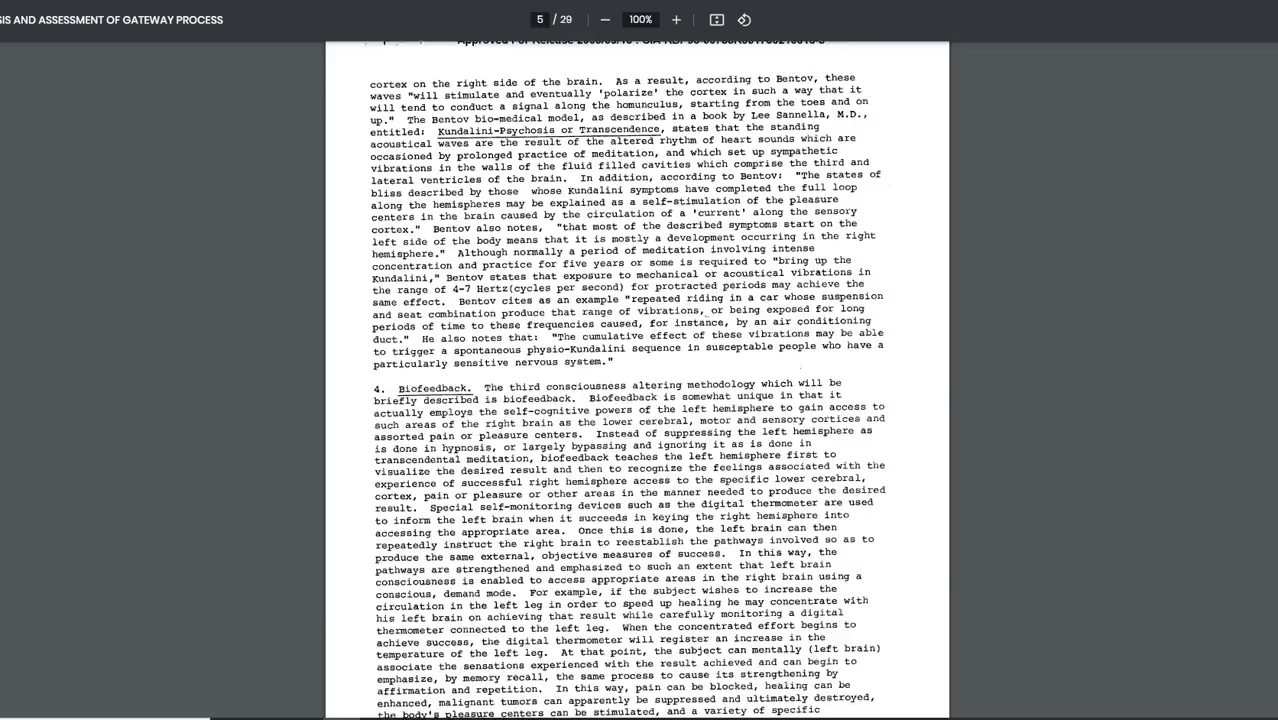 SIS AND ASSESSMENT OF GATEWAY PROCESS
5 / 29
100%
cortex on the right side of the brain. As a result, according to Bentov, these
waves "will stimulate and eventually 'polarize' the cortex in such a way that it
will tend to conduct a signal along the homunculus, starting from the toes and on
up." The Bentov bio-medical model, as described in a book by Lee Sannella, M.D.,
entitled: Kundalini-Psychosis or Transcendence, states that the standing
acoustical waves are the result of the altered rhythm of heart sounds which are
occasioned by prolonged practice of meditation, and which set up sympathetic
vibrations in the walls of the fluid filled cavities which comprise the third and
lateral ventricles of the brain. In addition, according to Bentov: "The states of
bliss described by those whose Kundalini symptoms have completed the full loop
along the hemispheres may be explained as a self-stimulation of the pleasure
centers in the brain caused by the circulation of a 'current' along the sensory
cortex." Bentov also notes, "that most of the described symptoms start on the
left side of the body means that it is mostly a development occurring in the right
hemisphere." Although normally a period of meditation involving intense
concentration and practice for five years or some is required to "bring up the
Kundalini," Bentov states that exposure to mechanical or acoustical vibrations in
the range of 4-7 Hertz(cycles per second) for protracted periods may achieve the
same effect. Bentov cites as an example "repeated riding in a car whose suspension
and seat combination produce that range of vibrations, or being exposed for long
periods of time to these frequencies caused, for instance, by an air conditioning
duct." He also notes that: "The cumulative effect of these vibrations may be able
to trigger a spontaneous physio-Kundalini sequence in susceptable people who have a
particularly sensitive nervous system."
4. Biofeedback. The third consciousness altering methodology which will be
briefly described is biofeedback. Biofeedback is somewhat unique in that it
actually employs the self-cognitive powers of the left hemisphere to gain access to
such areas of the right brain as the lower cerebral, motor and sensory cortices and
assorted pain or pleasure centers. Instead of suppressing the left hemisphere as
is done in hypnosis, or largely bypassing and ignoring it as is done in
transcendental meditation, biofeedback teaches the left hemisphere first to
visualize the desired result and then to recognize the feelings associated with the
experience of successful right hemisphere access to the specific lower cerebral,
cortex, pain or pleasure or other areas in the manner needed to produce the desired
result. Special self-monitoring devices such as the digital thermometer are used
to inform the left brain when it succeeds in keying the right hemisphere into
accessing the appropriate area. Once this is done, the left brain can then
repeatedly instruct the right brain to reestablish the pathways involved so as to
produce the same external, objective measures of success. In this way, the
pathways are strengthened and emphasized to such an extent that left brain
consciousness is enabled to access appropriate areas in the right brain using a
conscious, demand mode. For example, if the subject wishes to increase the
circulation in the left leg in order to speed up healing he may concentrate with
his left brain on achieving that result while carefully monitoring a digital
thermometer connected to the left leg. When the concentrated effort begins to
achieve success, the digital thermometer will register an increase in the
temperature of the left leg. At that point, the subject can mentally (left brain)
associate the sensations experienced with the result achieved and can begin to
emphasize, by memory recall, the same process to cause its strengthening by
affirmation and repetition. In this way, pain can be blocked, healing can be
enhanced, malignant tumors can apparently be suppressed and ultimately destroyed,
the body's pleasure centers can be stimulated, and a variety of specific